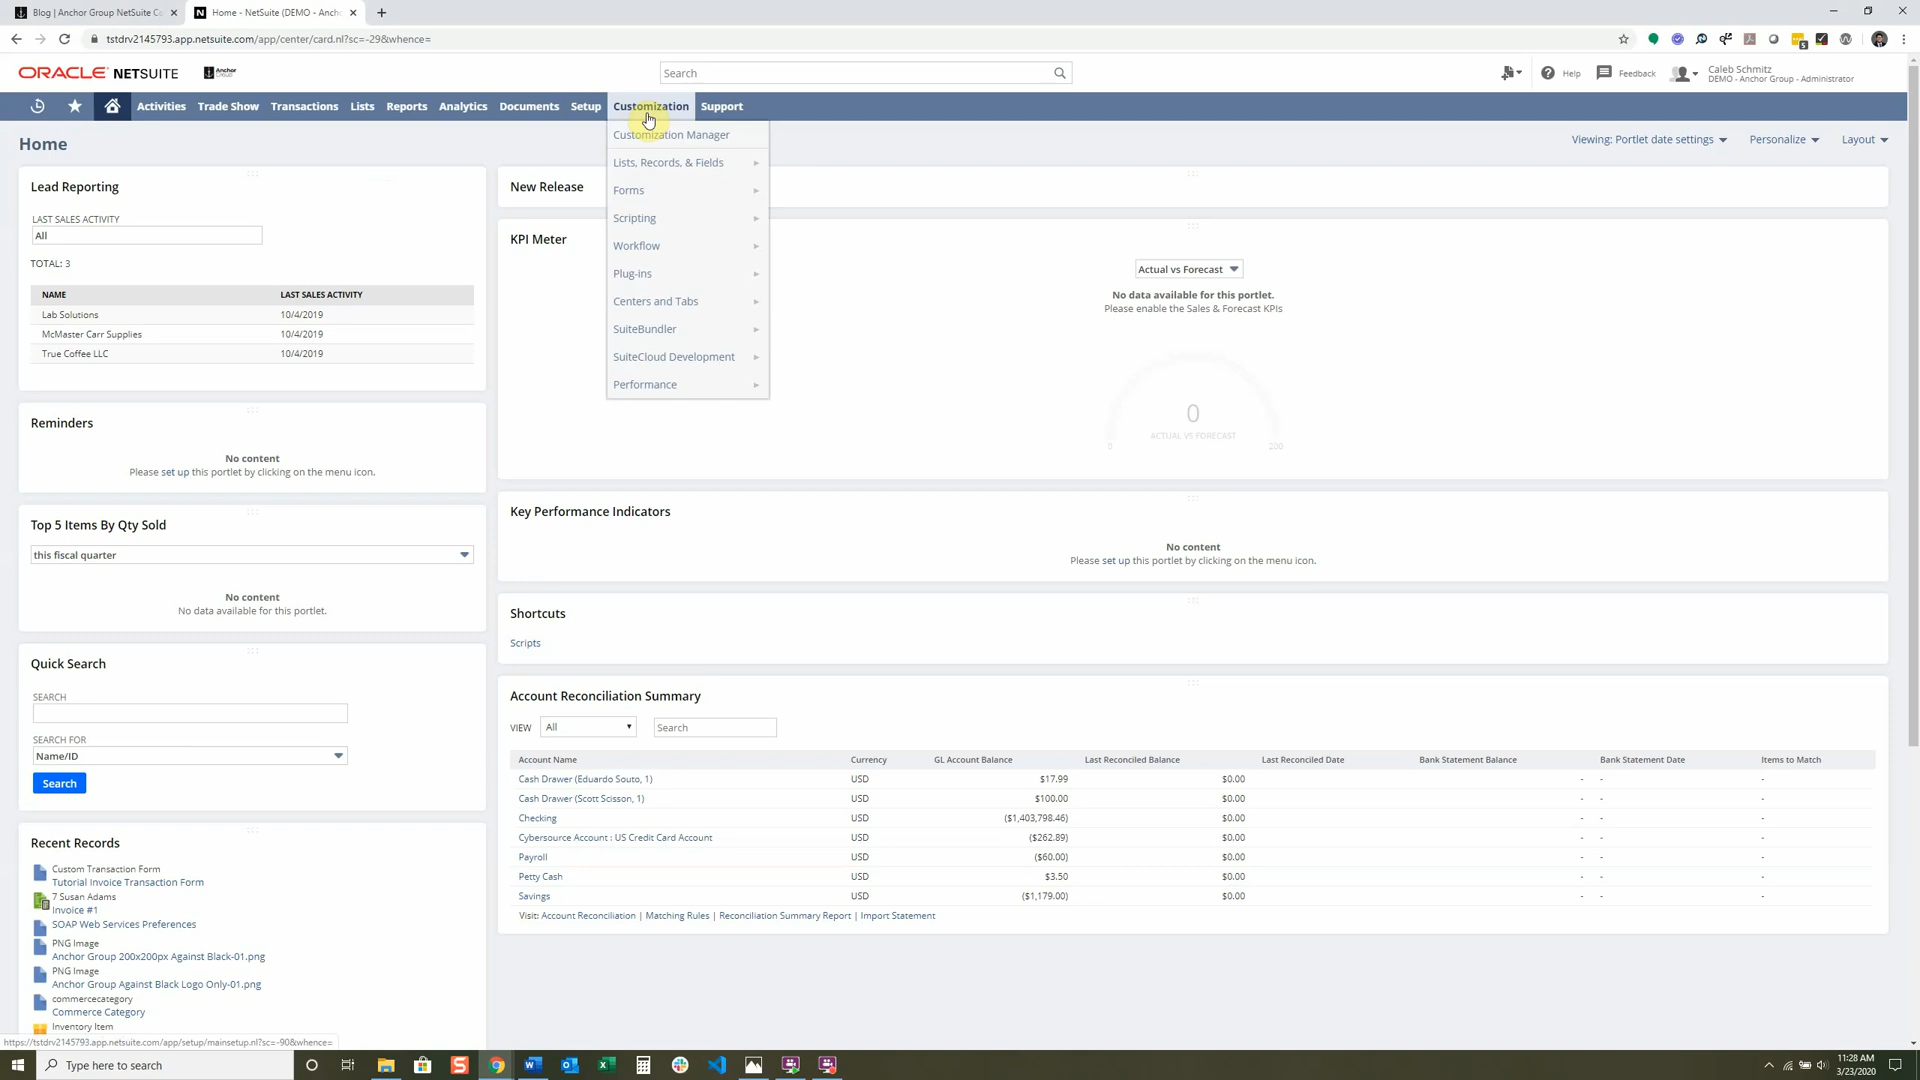 Blog | Anchor Group NetSuite Co
Home - NetSuite (DEMO - Ancho
tstdrv2145793.app.netsuite.com/app/center/card.nl?sc=-29&whence=
ORACLE NETSUITE Anchor Group
Search
Help
Feedback
Caleb Schmitz
DEMO - Anchor Group - Administrator
Activities Trade Show Transactions Lists Reports Analytics Documents Setup Customization Support
Home
Viewing: Portlet date settings Personalize Layout
Customization Manager
Lists, Records, & Fields
Forms
Scripting
Workflow
Plug-ins
Centers and Tabs
SuiteBundler
SuiteCloud Development
Performance
Lead Reporting
LAST SALES ACTIVITY
All
TOTAL: 3
NAME LAST SALES ACTIVITY
Lab Solutions 10/4/2019
McMaster Carr Supplies 10/4/2019
True Coffee LLC 10/4/2019
Reminders
No content
Please set up this portlet by clicking on the menu icon.
Top 5 Items By Qty Sold
this fiscal quarter
No content
No data available for this portlet.
Quick Search
SEARCH
SEARCH FOR
Name/ID
Search
Recent Records
Custom Transaction Form
Tutorial Invoice Transaction Form
7 Susan Adams
Invoice #1
SOAP Web Services Preferences
PNG Image
Anchor Group 200x200px Against Black-01.png
PNG Image
Anchor Group Against Black Logo Only-01.png
commercecategory
Commerce Category
Inventory Item
New Release
KPI Meter
Actual vs Forecast
No data available for this portlet.
Please enable the Sales & Forecast KPIs
0
ACTUAL VS FORECAST
0 200
Key Performance Indicators
No content
Please set up this portlet by clicking on the menu icon.
Shortcuts
Scripts
Account Reconciliation Summary
VIEW All Search
Account Name Currency GL Account Balance Last Reconciled Balance Last Reconciled Date Bank Statement Balance Bank Statement Date Items to Match
Cash Drawer (Eduardo Souto, 1) USD $17.99 $0.00 - - -
Cash Drawer (Scott Scisson, 1) USD $100.00 $0.00 - - -
Checking USD ($1,403,798.46) $0.00 - - -
Cybersource Account : US Credit Card Account USD ($262.89) $0.00 - - -
Payroll USD ($60.00) $0.00 - - -
Petty Cash USD $3.50 $0.00 - - -
Savings USD ($1,179.00) $0.00 - - -
Visit: Account Reconciliation | Matching Rules | Reconciliation Summary Report | Import Statement
https://tstdrv2145793.app.netsuite.com/app/setup/mainsetup.nl?sc=-90&whence=
Type here to search
11:28 AM
3/23/2020